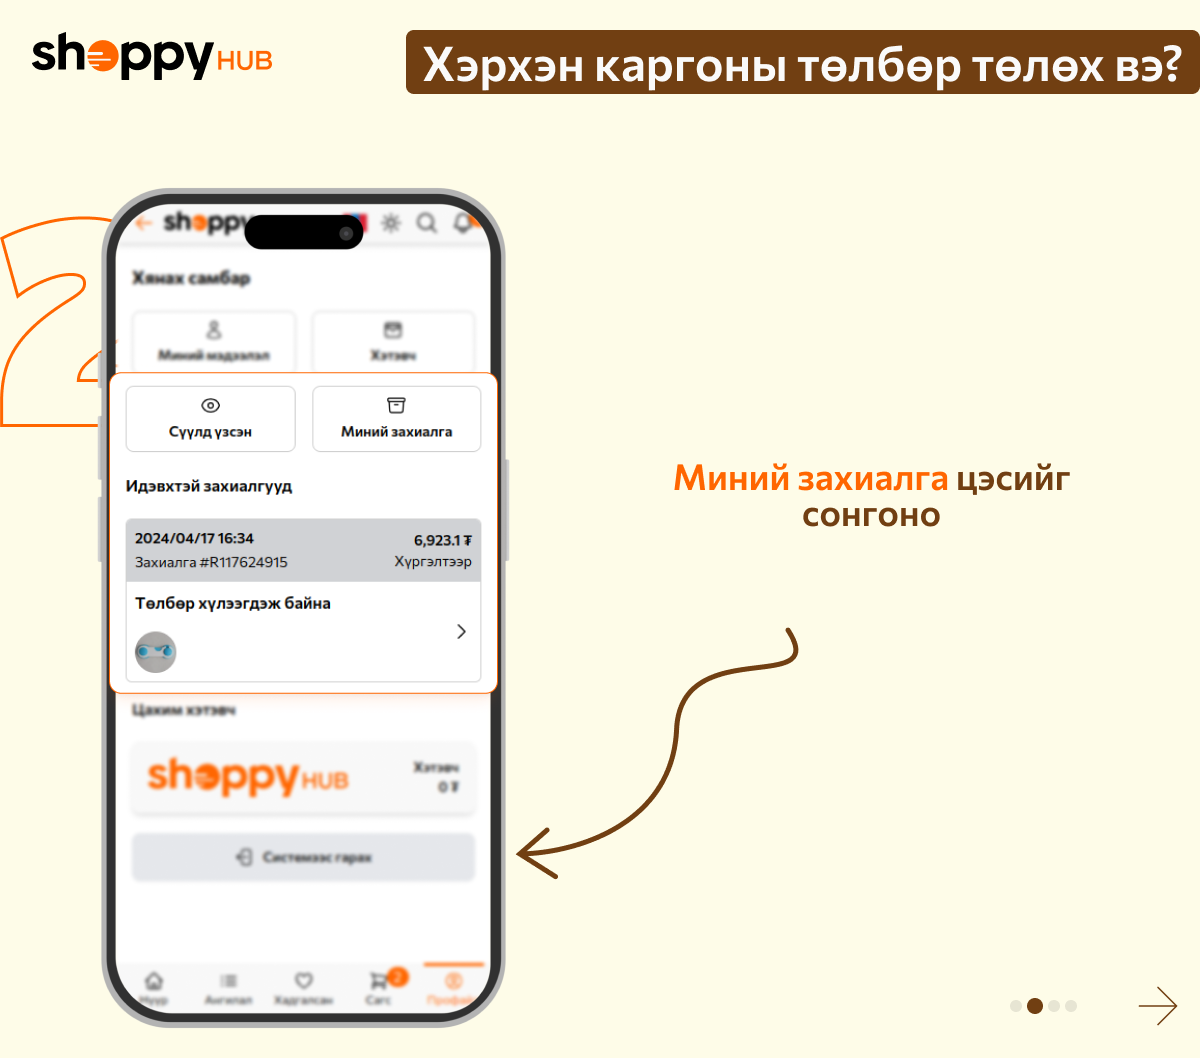 shoppy HUB
Хэрхэн каргоны төлбөр төлөх вэ?
2
shoppy
Хянах самбар
Миний мэдээлэл
Хэтэвч
Сүүлд үзсэн
Миний захиалга
Идэвхтэй захиалгууд
2024/04/17 16:34
6,923.1 ₮
Захиалга #R117624915
Хүргэлтээр
Төлбөр хүлээгдэж байна
Цахим хэтэвч
shoppy HUB
Хэтэвч
0 ₮
Системээс гарах
2
Нүүр
Ангилал
Хадгалсан
Сагс
Профайл
Миний захиалга цэсийг
сонгоно